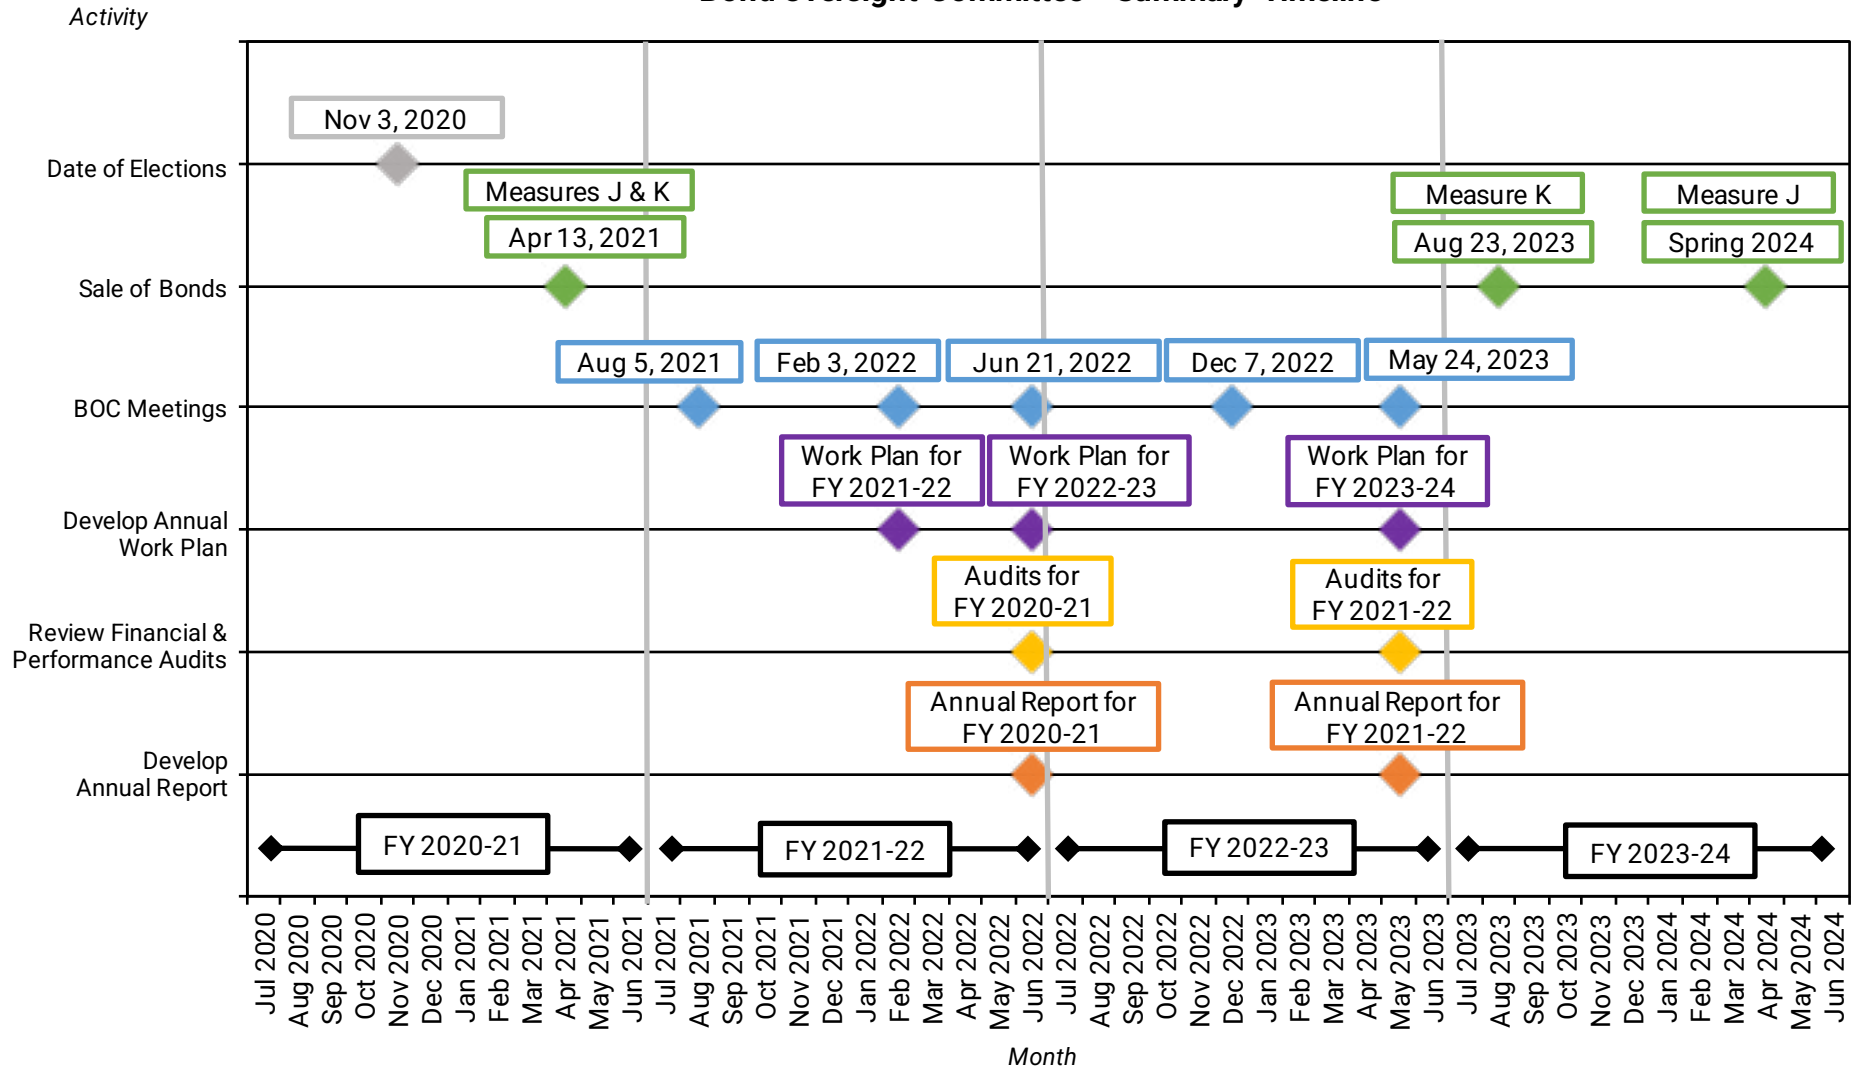 Bond Oversight Committee - Summary Timeline
Activity
Nov 3, 2020
Date of Elections
Measures J & K
Measure K
Measure J
Apr 13, 2021
Aug 23, 2023
Spring 2024
Sale of Bonds
Aug 5, 2021
Feb 3, 2022
Jun 21, 2022
Dec 7, 2022
May 24, 2023
BOC Meetings
Work Plan for
FY 2021-22
Work Plan for
FY 2022-23
Work Plan for
FY 2023-24
Develop Annual
Work Plan
Audits for
FY 2020-21
Audits for
FY 2021-22
Review Financial &
Performance Audits
Annual Report for
FY 2020-21
Annual Report for
FY 2021-22
Develop
Annual Report
FY 2020-21
FY 2021-22
FY 2022-23
FY 2023-24
Jul 2020
Aug 2020
Sep 2020
Oct 2020
Nov 2020
Dec 2020
Jan 2021
Feb 2021
Mar 2021
Apr 2021
May 2021
Jun 2021
Jul 2021
Aug 2021
Sep 2021
Oct 2021
Nov 2021
Dec 2021
Jan 2022
Feb 2022
Mar 2022
Apr 2022
May 2022
Jun 2022
Jul 2022
Aug 2022
Sep 2022
Oct 2022
Nov 2022
Dec 2022
Jan 2023
Feb 2023
Mar 2023
Apr 2023
May 2023
Jun 2023
Jul 2023
Aug 2023
Sep 2023
Oct 2023
Nov 2023
Dec 2023
Jan 2024
Feb 2024
Mar 2024
Apr 2024
May 2024
Jun 2024
Month